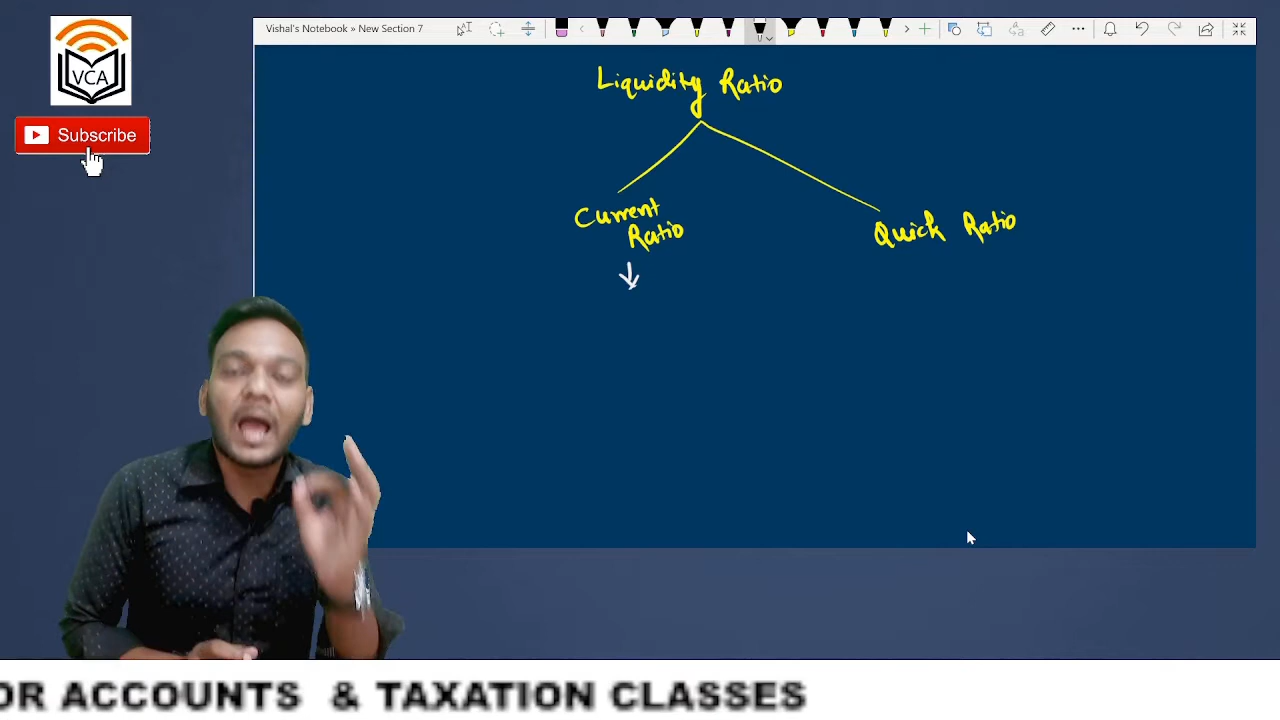 VCA
Subscribe
Vishal's Notebook » New Section 7
Liquidity Ratio
Current
Ratio
Quick Ratio
OR ACCOUNTS & TAXATION CLASSES